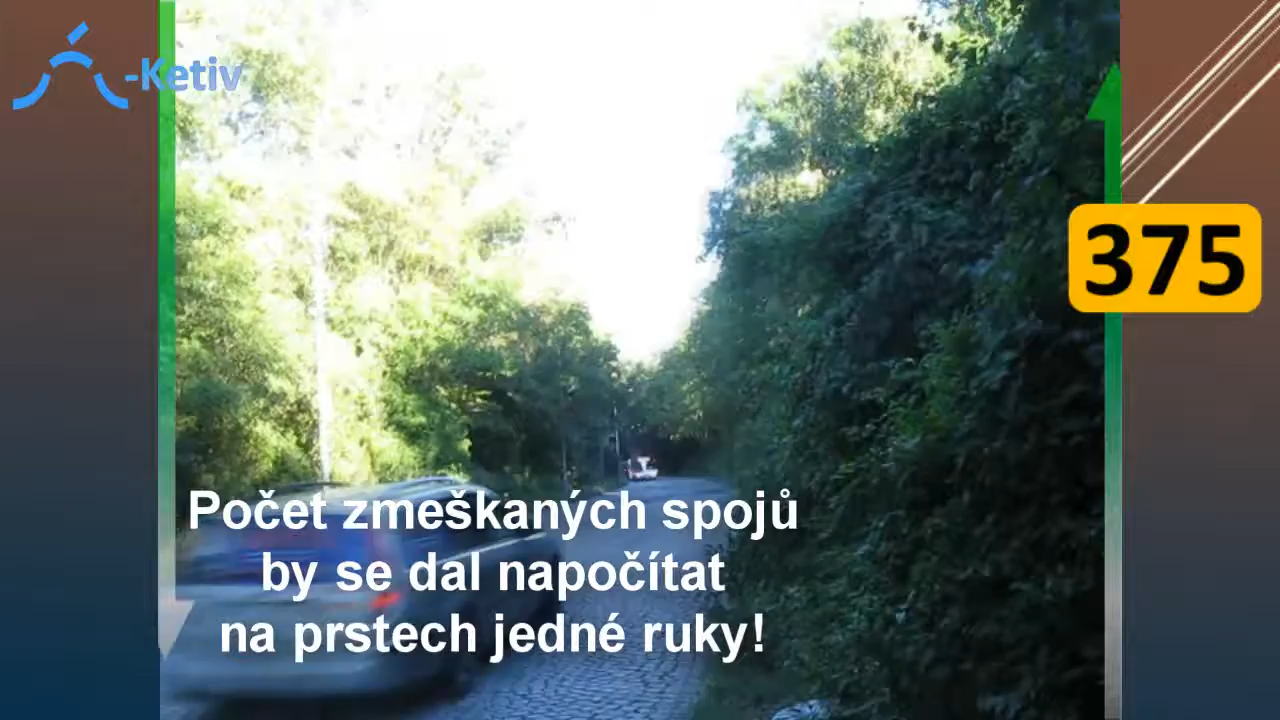 -Ketiv
375
Počet zmeškaných spojů
by se dal napočítat
na prstech jedné ruky!